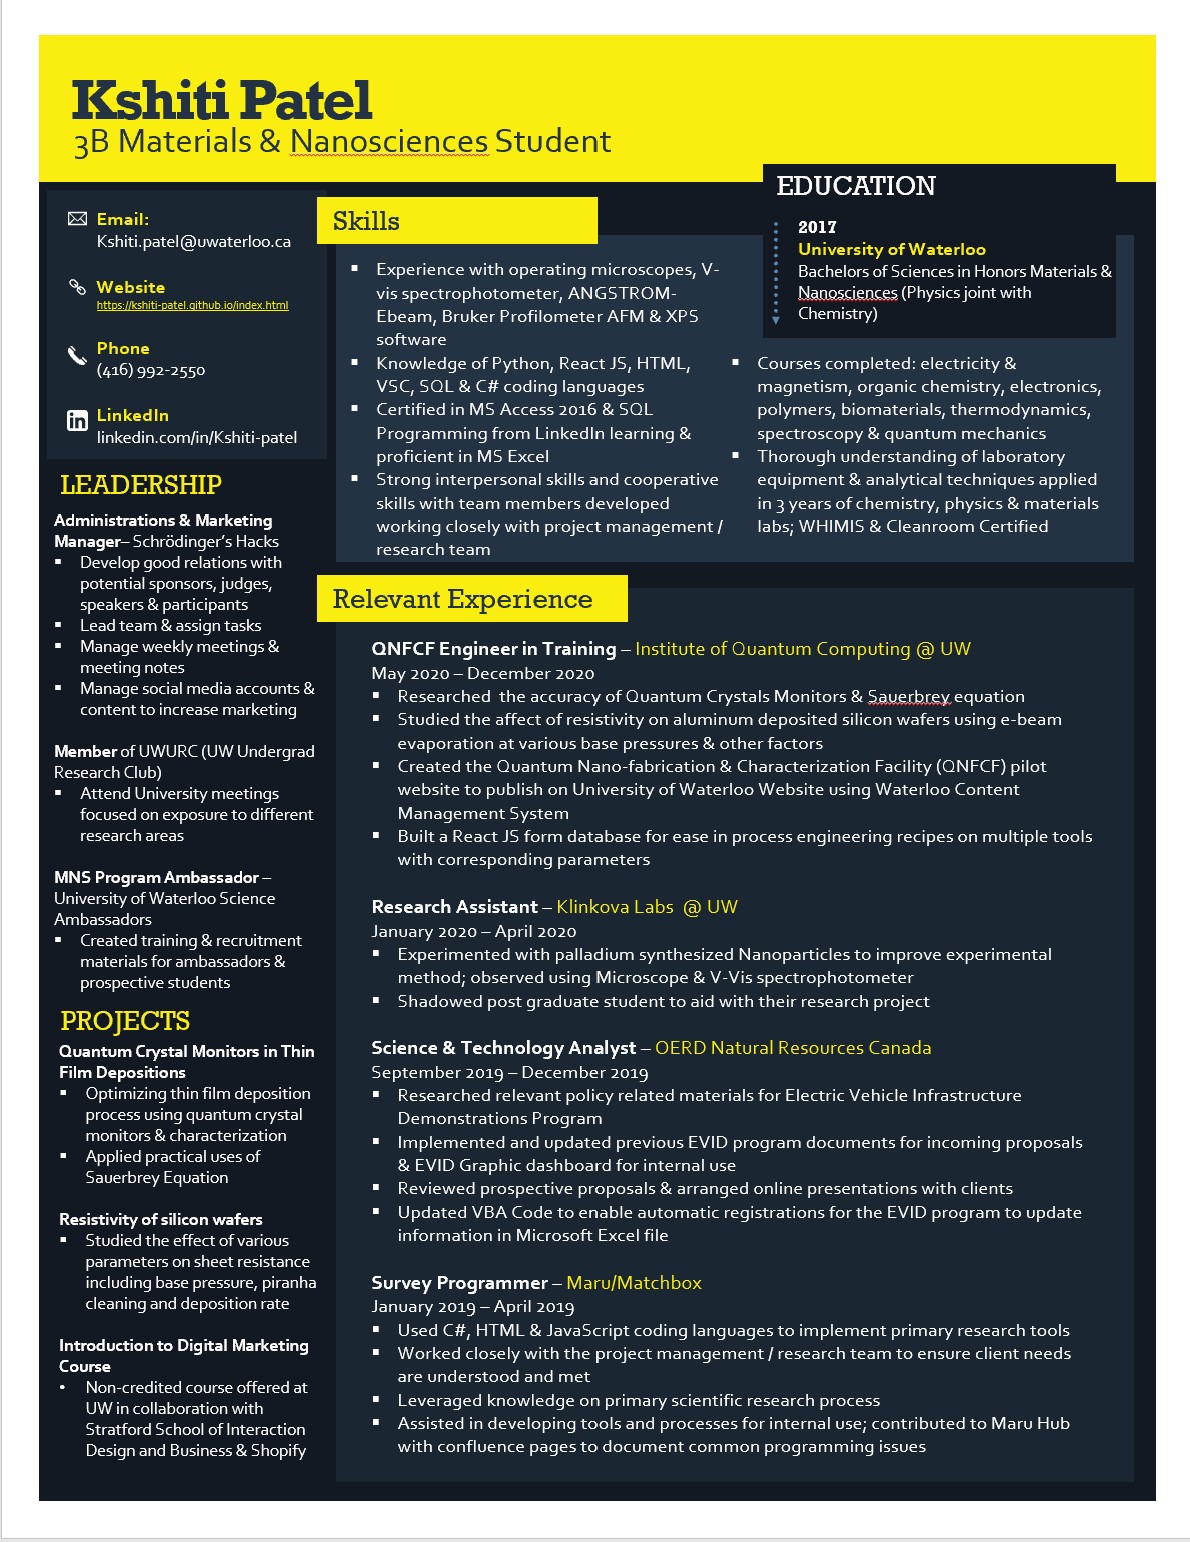 Kshiti Patel
3B Materials & Nanosciences Student
Email:
Kshiti.patel@uwaterloo.ca
Website
https://kshiti-patel.github.io/index.html
Phone
(416) 992-2550
LinkedIn
linkedin.com/in/Kshiti-patel
LEADERSHIP
Administrations & Marketing
Manager– Schrödinger’s Hacks
▪ Develop good relations with
potential sponsors, judges,
speakers & participants
▪ Lead team & assign tasks
▪ Manage weekly meetings &
meeting notes
▪ Manage social media accounts &
content to increase marketing
Member of UWURC (UW Undergrad
Research Club)
▪ Attend University meetings
focused on exposure to different
research areas
MNS Program Ambassador –
University of Waterloo Science
Ambassadors
▪ Created training & recruitment
materials for ambassadors &
prospective students
PROJECTS
Quantum Crystal Monitors in Thin
Film Depositions
▪ Optimizing thin film deposition
process using quantum crystal
monitors & characterization
▪ Applied practical uses of
Sauerbrey Equation
Resistivity of silicon wafers
▪ Studied the effect of various
parameters on sheet resistance
including base pressure, piranha
cleaning and deposition rate
Introduction to Digital Marketing
Course
• Non-credited course offered at
UW in collaboration with
Stratford School of Interaction
Design and Business & Shopify
Skills
▪ Experience with operating microscopes, V-
vis spectrophotometer, ANGSTROM-
Ebeam, Bruker Profilometer AFM & XPS
software
▪ Knowledge of Python, React JS, HTML,
VSC, SQL & C# coding languages
▪ Certified in MS Access 2016 & SQL
Programming from LinkedIn learning &
proficient in MS Excel
▪ Strong interpersonal skills and cooperative
skills with team members developed
working closely with project management /
research team
EDUCATION
2017
University of Waterloo
Bachelors of Sciences in Honors Materials &
Nanosciences (Physics joint with
Chemistry)
▪ Courses completed: electricity &
magnetism, organic chemistry, electronics,
polymers, biomaterials, thermodynamics,
spectroscopy & quantum mechanics
▪ Thorough understanding of laboratory
equipment & analytical techniques applied
in 3 years of chemistry, physics & materials
labs; WHIMIS & Cleanroom Certified
Relevant Experience
QNFCF Engineer in Training – Institute of Quantum Computing @ UW
May 2020 – December 2020
▪ Researched the accuracy of Quantum Crystals Monitors & Sauerbrey equation
▪ Studied the affect of resistivity on aluminum deposited silicon wafers using e-beam
evaporation at various base pressures & other factors
▪ Created the Quantum Nano-fabrication & Characterization Facility (QNFCF) pilot
website to publish on University of Waterloo Website using Waterloo Content
Management System
▪ Built a React JS form database for ease in process engineering recipes on multiple tools
with corresponding parameters
Research Assistant – Klinkova Labs @ UW
January 2020 – April 2020
▪ Experimented with palladium synthesized Nanoparticles to improve experimental
method; observed using Microscope & V-Vis spectrophotometer
▪ Shadowed post graduate student to aid with their research project
Science & Technology Analyst – OERD Natural Resources Canada
September 2019 – December 2019
▪ Researched relevant policy related materials for Electric Vehicle Infrastructure
Demonstrations Program
▪ Implemented and updated previous EVID program documents for incoming proposals
& EVID Graphic dashboard for internal use
▪ Reviewed prospective proposals & arranged online presentations with clients
▪ Updated VBA Code to enable automatic registrations for the EVID program to update
information in Microsoft Excel file
Survey Programmer – Maru/Matchbox
January 2019 – April 2019
▪ Used C#, HTML & JavaScript coding languages to implement primary research tools
▪ Worked closely with the project management / research team to ensure client needs
are understood and met
▪ Leveraged knowledge on primary scientific research process
▪ Assisted in developing tools and processes for internal use; contributed to Maru Hub
with confluence pages to document common programming issues